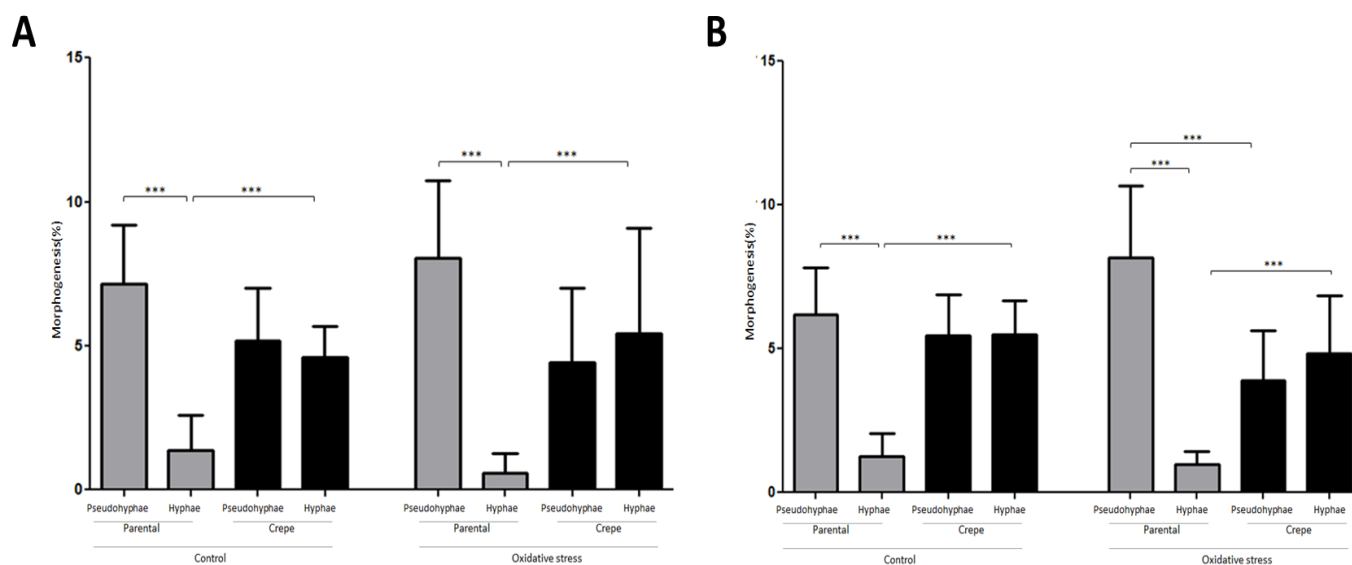 A
15
10
5
0
Morphogenesis(%)
***
***
***
***
Pseudohyphae Hyphae Pseudohyphae Hyphae Pseudohyphae Hyphae Pseudohyphae Hyphae
Parental Crepe Parental Crepe
Control Oxidative stress
B
15
10
5
0
Morphogenesis(%)
***
***
***
***
***
Pseudohyphae Hyphae Pseudohyphae Hyphae Pseudohyphae Hyphae Pseudohyphae Hyphae
Parental Crepe Parental Crepe
Control Oxidative stress